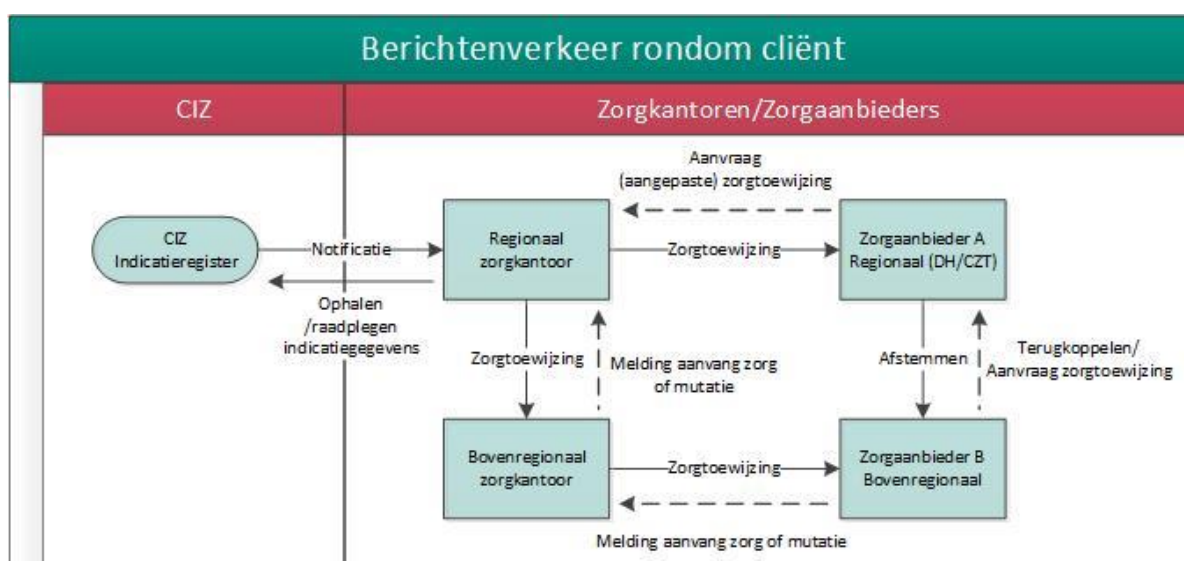 Berichtenverkeer rondom cliënt
CIZ
Zorgkantoren/Zorgaanbieders
Aanvraag
(aangepaste) zorgtoewijzing
CIZ
Indicatieregister
Notificatie
Regionaal
zorgkantoor
Zorgtoewijzing
Zorgaanbieder A
Regionaal (DH/CZT)
Ophalen
/raadplegen
indicatiegegevens
Zorgtoewijzing
Melding aanvang zorg
of mutatie
Afstemmen
Terugkoppelen/
Aanvraag zorgtoewijzing
Bovenregionaal
zorgkantoor
Zorgtoewijzing
Zorgaanbieder B
Bovenregionaal
Melding aanvang zorg of mutatie